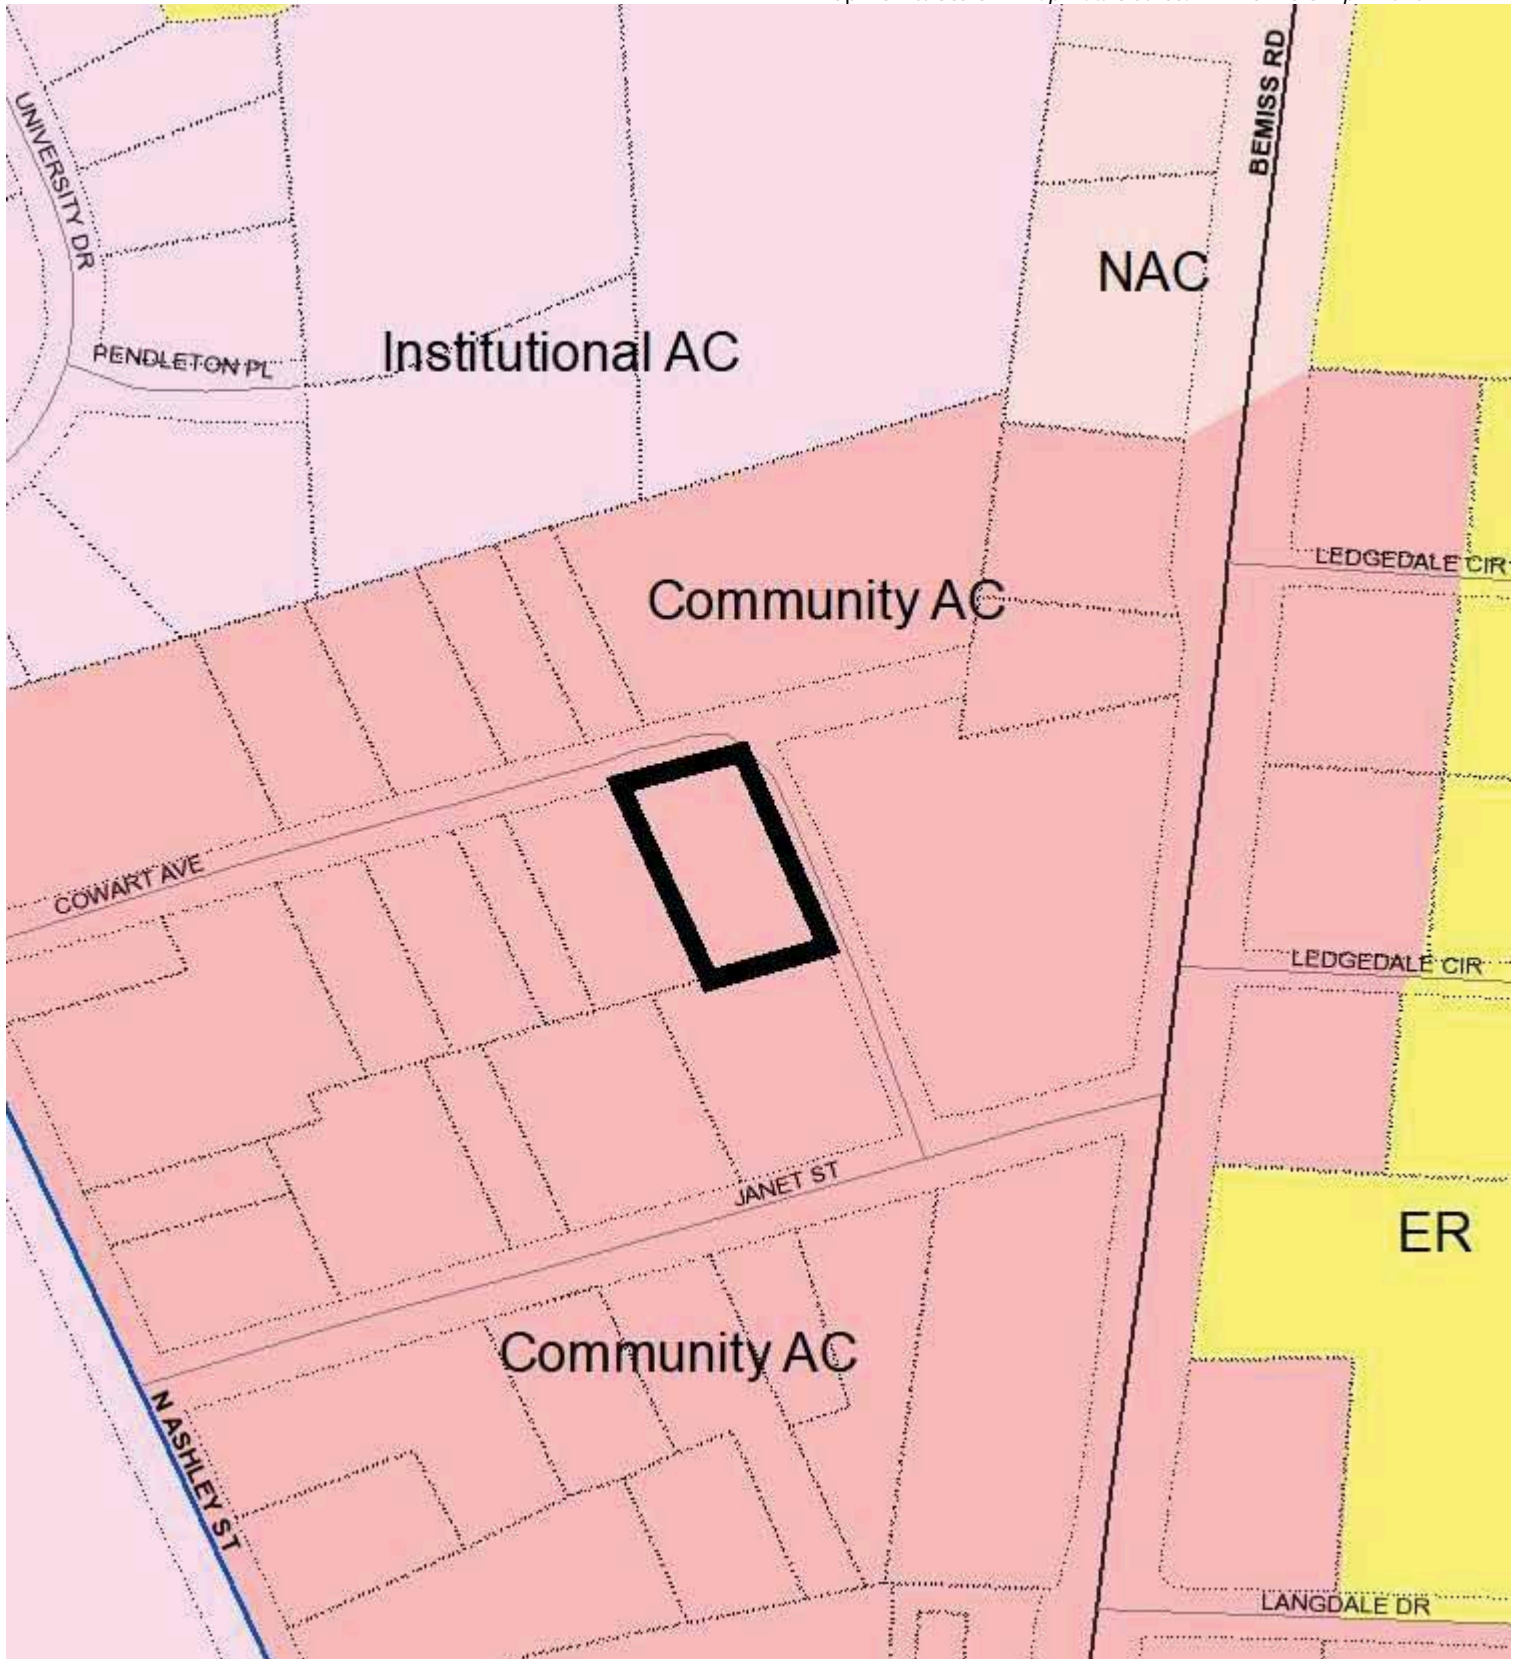 BEMISS RD
UNIVERSITY DR
NAC
Institutional AC
PENDLETON PL
LEDGEDALE CIR
Community AC
COWART AVE
LEDGEDALE CIR
JANET ST
ER
Community AC
N ASHLEY ST
LANGDALE DR